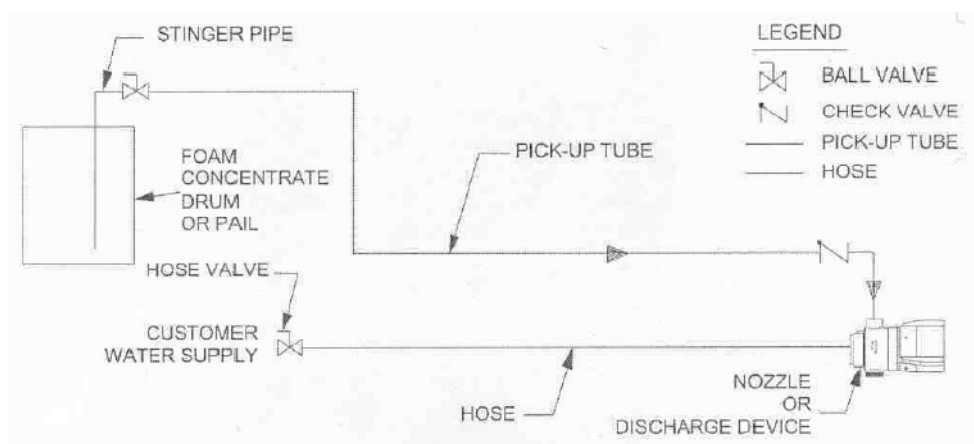 STINGER PIPE
LEGEND
BALL VALVE
CHECK VALVE
PICK-UP TUBE
HOSE
PICK-UP TUBE
FOAM
CONCENTRATE
DRUM
OR PAIL
HOSE VALVE
CUSTOMER
WATER SUPPLY
HOSE
NOZZLE
OR
DISCHARGE DEVICE